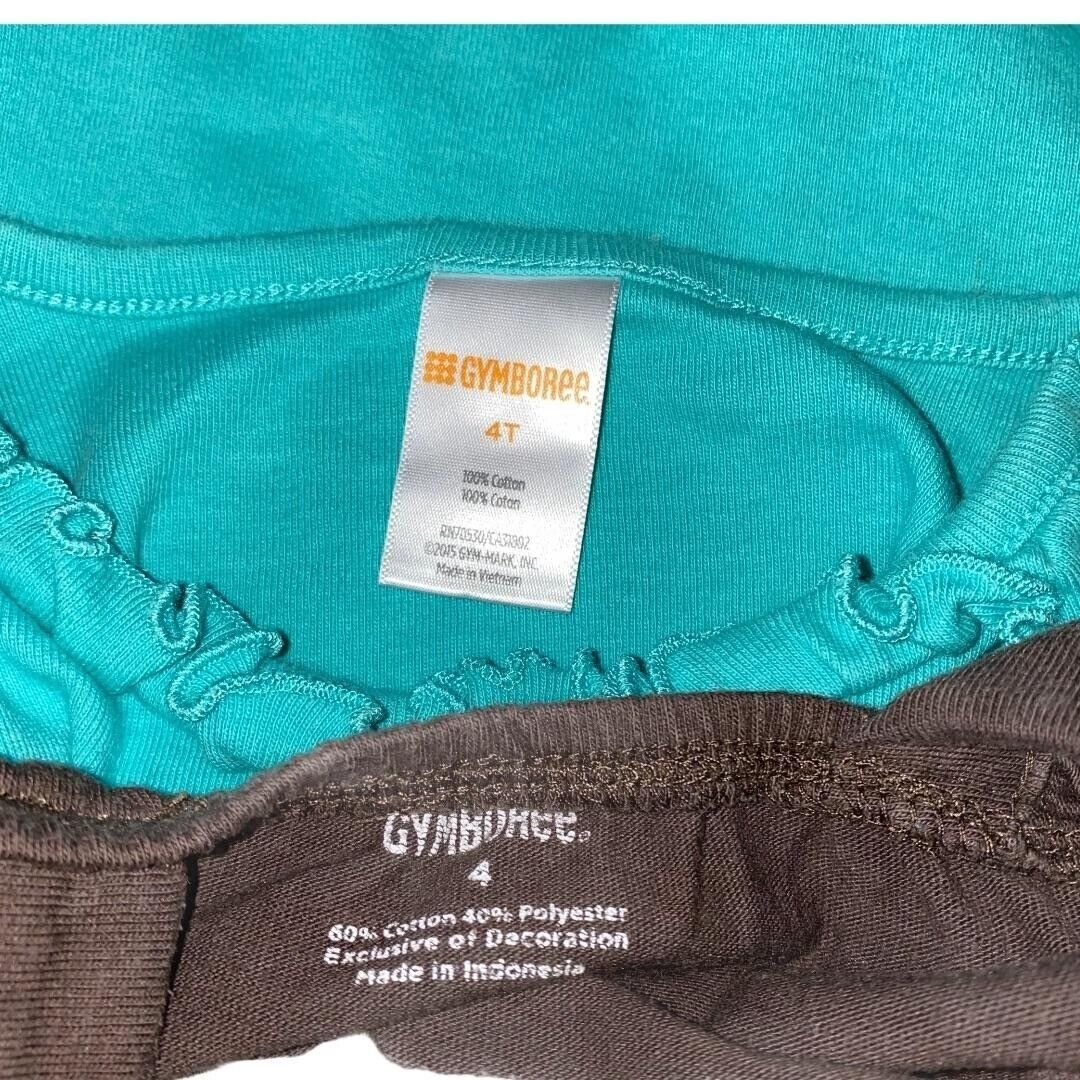 GYMBOREE
4T
100% Cotton
100% Coton
RN70530/CA31802
©2015 GYM-MARK, INC.
Made in Vietnam
GYMBOREE
4
60% Cotton 40% Polyester
Exclusive of Decoration
Made in Indonesia